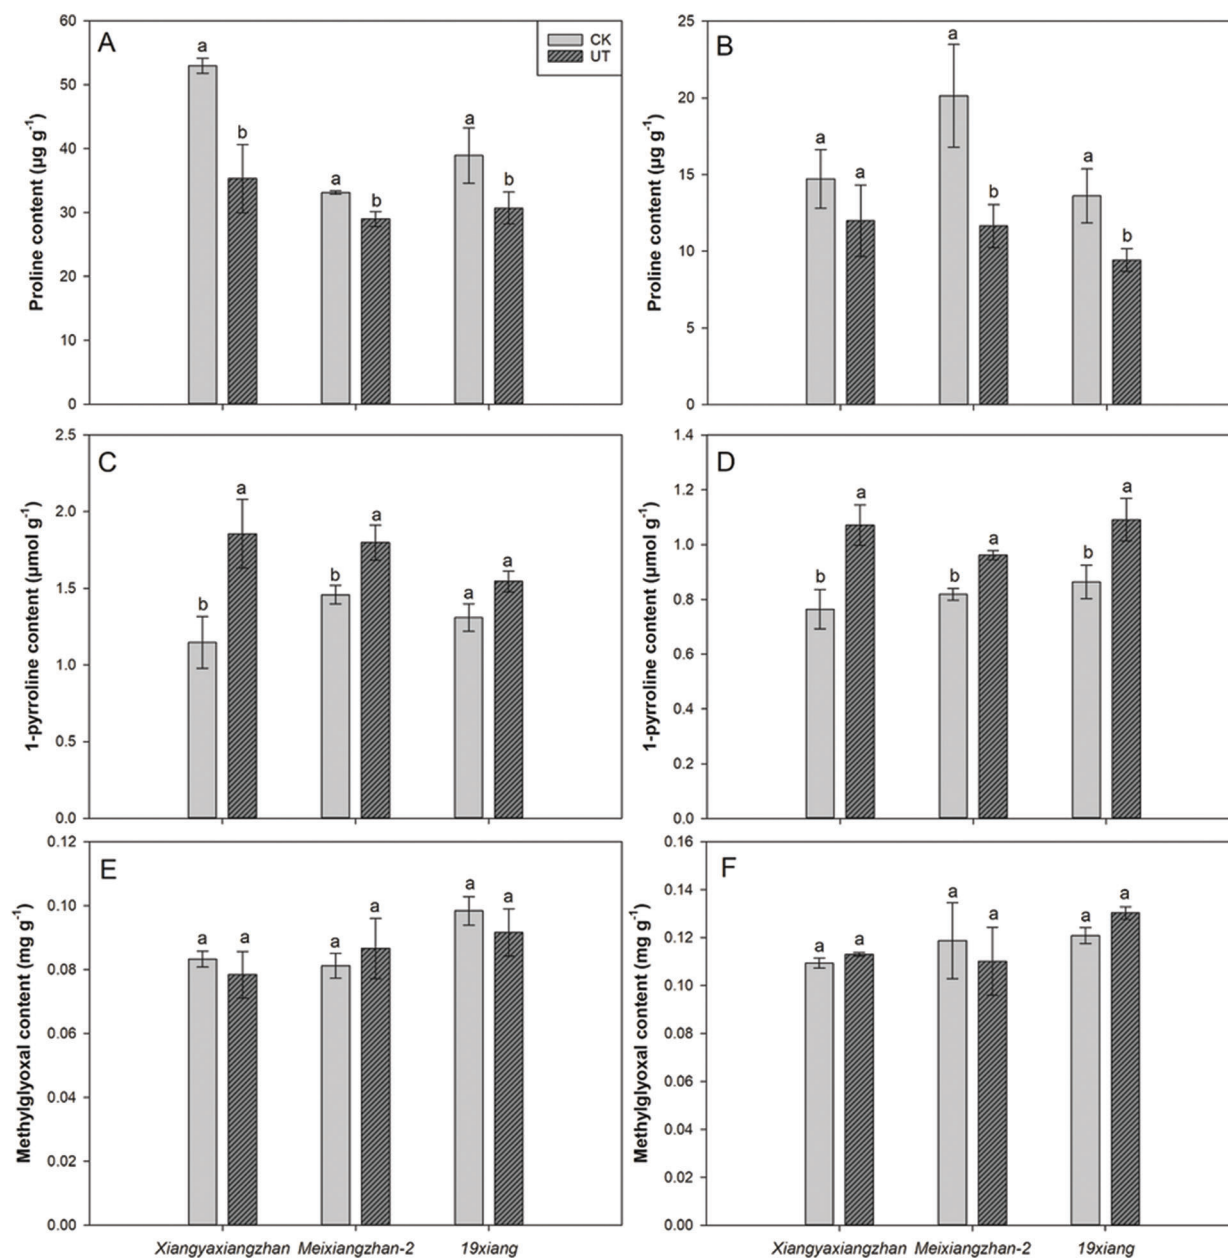 A
CK
UT
60
50
40
30
20
10
0
Proline content (µg g-1)
a
b
a
b
a
b
B
25
20
15
10
5
0
Proline content (µg g-1)
a
a
a
b
a
b
C
2.5
2.0
1.5
1.0
0.5
0.0
1-pyrroline content (µmol g-1)
b
a
b
a
a
a
D
1.4
1.2
1.0
0.8
0.6
0.4
0.2
0.0
1-pyrroline content (µmol g-1)
b
a
b
a
b
a
E
0.12
0.10
0.08
0.06
0.04
0.02
0.00
Methylglyoxal content (mg g-1)
a
a
a
a
a
a
Xiangyaxiangzhan Meixiangzhan-2 19xiang
F
0.16
0.14
0.12
0.10
0.08
0.06
0.04
0.02
0.00
Methylglyoxal content (mg g-1)
a
a
a
a
a
a
Xiangyaxiangzhan Meixiangzhan-2 19xiang